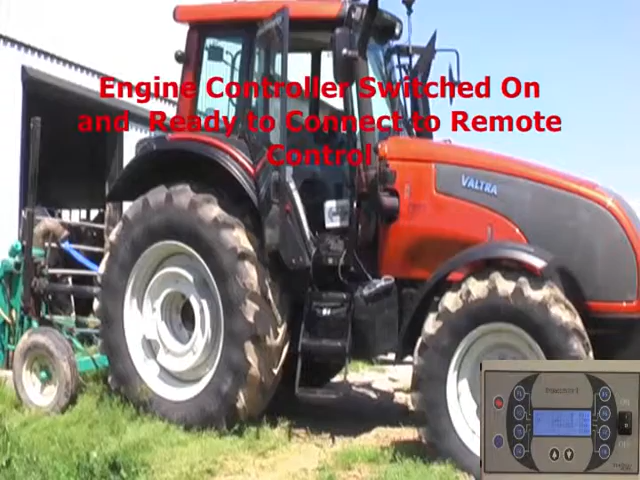 Engine Controller Switched On
and Ready to Connect to Remote
Control
VALTRA